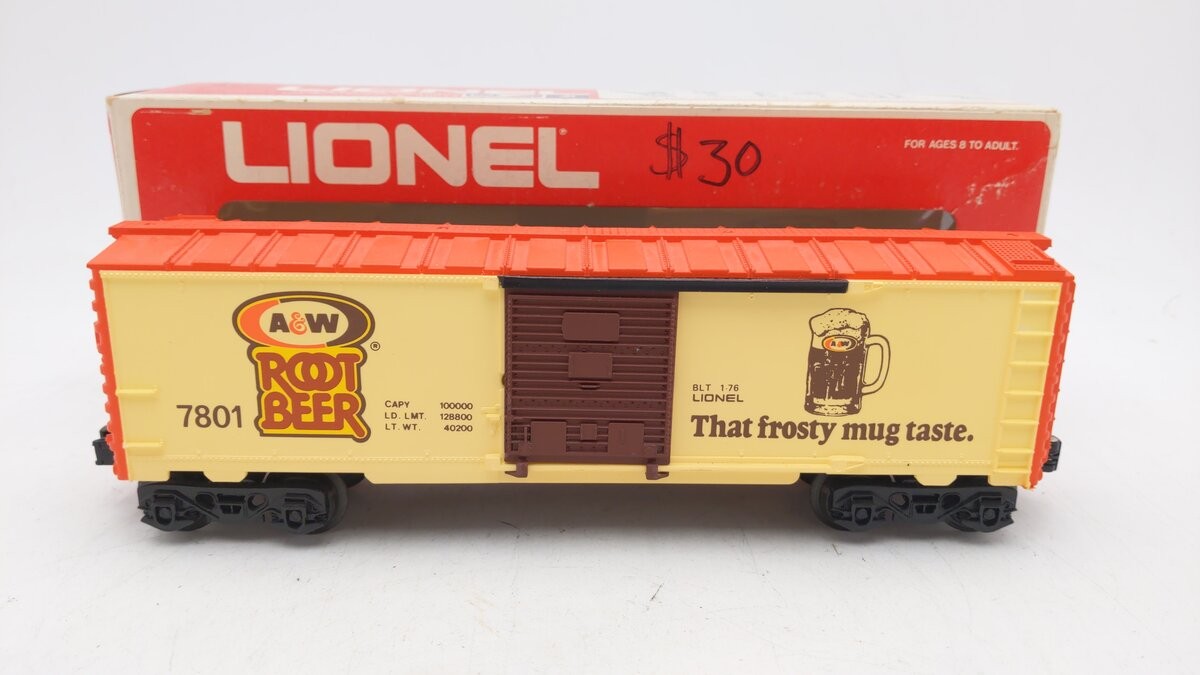 LIONEL®
$30
FOR AGES 8 TO ADULT.
A&W
ROOT
BEER®
7801
CAPY 100000
LD. LMT. 128800
LT. WT. 40200
BLT 1-76
LIONEL
A&W
That frosty mug taste.